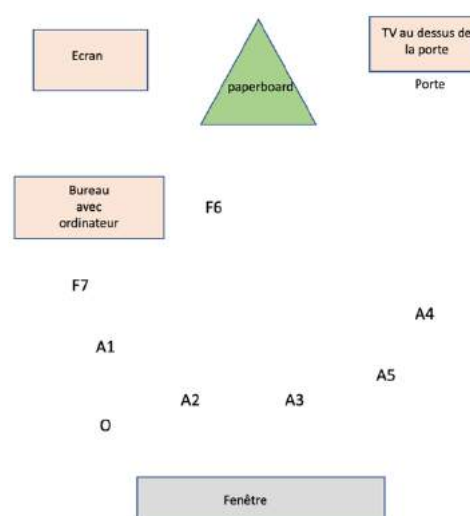 Ecran
paperboard
TV au dessus de
la porte
Porte
Bureau
avec
ordinateur
F6
F7
A4
A1
A5
A2
A3
O
Fenêtre